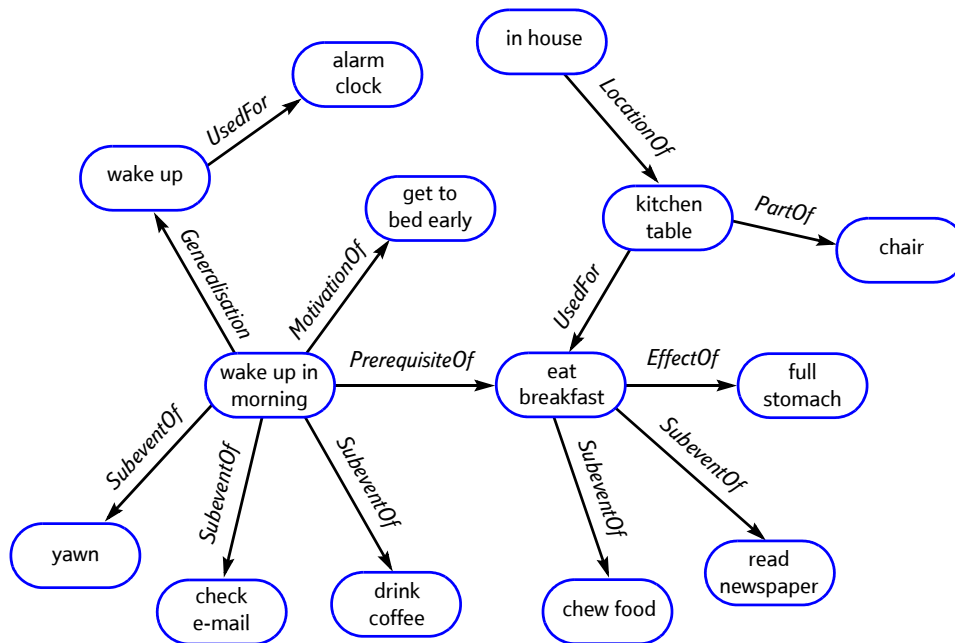 in house
alarm
clock
UsedFor
LocationOf
wake up
get to
bed early
kitchen
table
PartOf
chair
Generalisation
MotivationOf
UsedFor
wake up in
morning
PrerequisiteOf
eat
breakfast
EffectOf
full
stomach
SubeventOf
SubeventOf
SubeventOf
SubeventOf
SubeventOf
yawn
check
e-mail
drink
coffee
chew food
read
newspaper